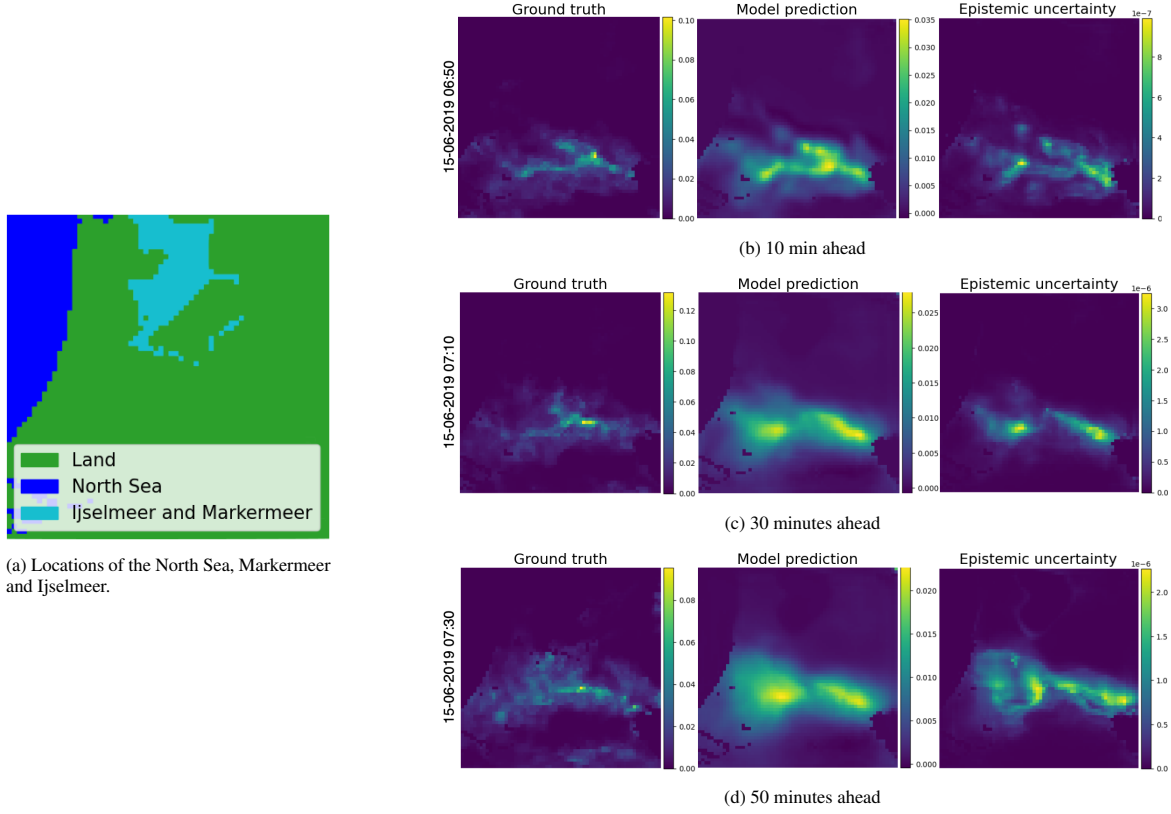 Land
North Sea
Ijselmeer and Markermeer
(a) Locations of the North Sea, Markermeer
and Ijselmeer.
15-06-2019 06:50
Ground truth
0.10
0.08
0.06
0.04
0.02
0.00
Model prediction
0.035
0.030
0.025
0.020
0.015
0.010
0.005
0.000
Epistemic uncertainty
1e−7
8
6
4
2
0
(b) 10 min ahead
15-06-2019 07:10
Ground truth
0.12
0.10
0.08
0.06
0.04
0.02
0.00
Model prediction
0.025
0.020
0.015
0.010
0.005
0.000
Epistemic uncertainty
1e−6
3.5
3.0
2.5
2.0
1.5
1.0
0.5
0.0
(c) 30 minutes ahead
15-06-2019 07:30
Ground truth
0.08
0.06
0.04
0.02
0.00
Model prediction
0.020
0.015
0.010
0.005
0.000
Epistemic uncertainty
1e−6
2.0
1.5
1.0
0.5
0.0
(d) 50 minutes ahead